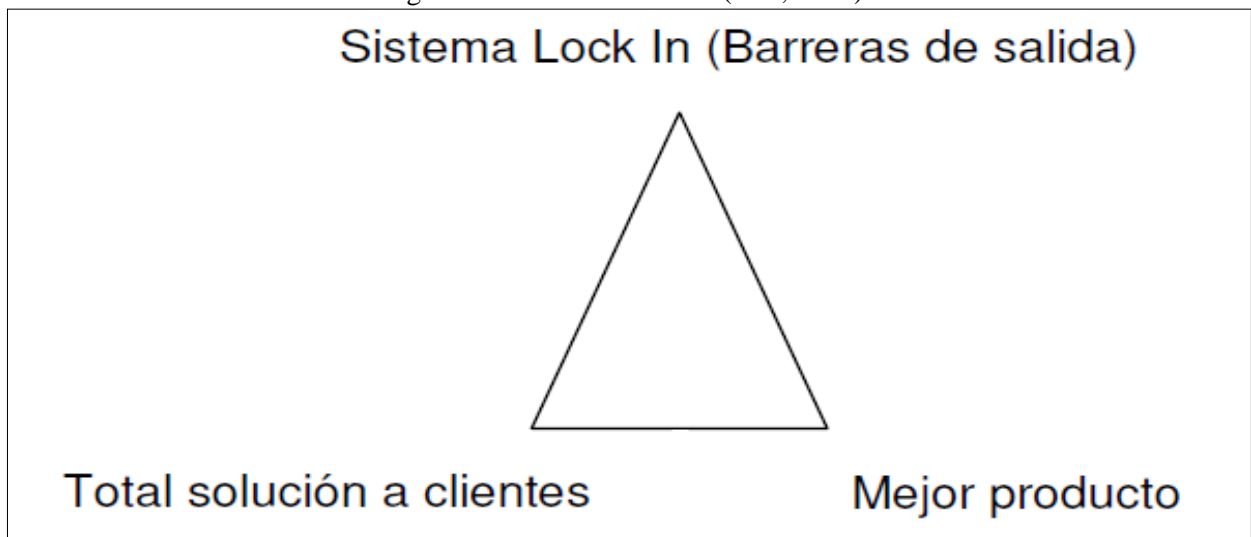 Sistema Lock In (Barreras de salida)
Total solución a clientes
Mejor producto